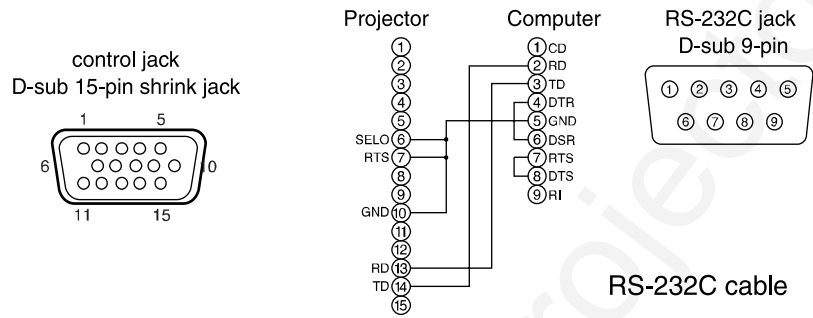 control jack
D-sub 15-pin shrink jack
1 5
6 10
11 15
Projector
1
2
3
4
5
SELO 6
RTS 7
8
9
GND 10
11
12
RD 13
TD 14
15
Computer
1 CD
2 RD
3 TD
4 DTR
5 GND
6 DSR
7 RTS
8 DTS
9 RI
RS-232C jack
D-sub 9-pin
1 2 3 4 5
6 7 8 9
RS-232C cable